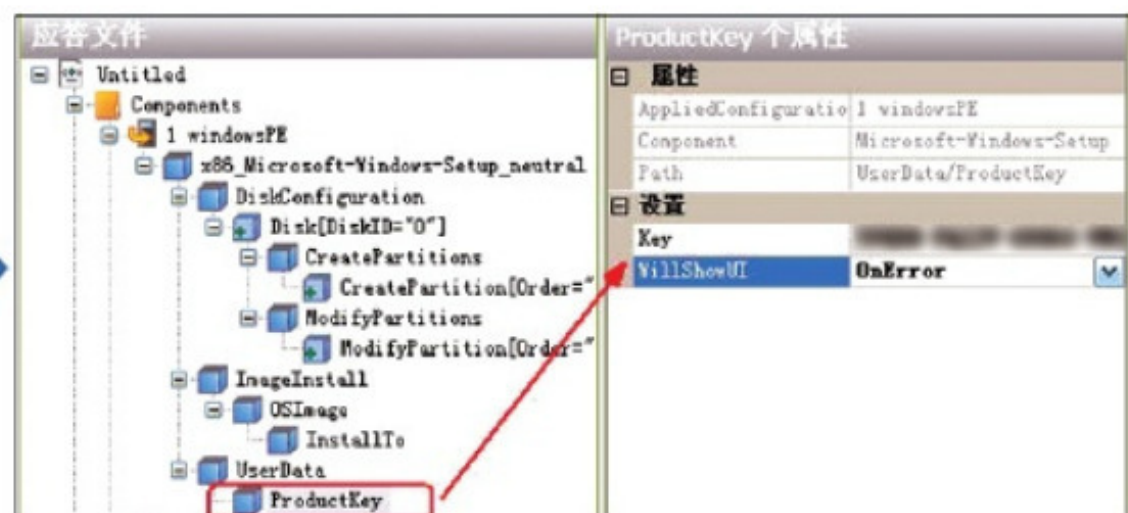 应答文件
Untitled
Components
1 windowsPE
x86_Microsoft-Windows-Setup_neutral
DiskConfiguration
Disk[DiskID="0"]
CreatePartitions
CreatePartition[Order="
ModifyPartitions
ModifyPartition[Order="
ImageInstall
OSImage
InstallTo
UserData
ProductKey
ProductKey 个属性
属性
AppliedConfiguratio 1 windowsPE
Component Microsoft-Windows-Setup
Path UserData/ProductKey
设置
Key
WillShowUI OnError